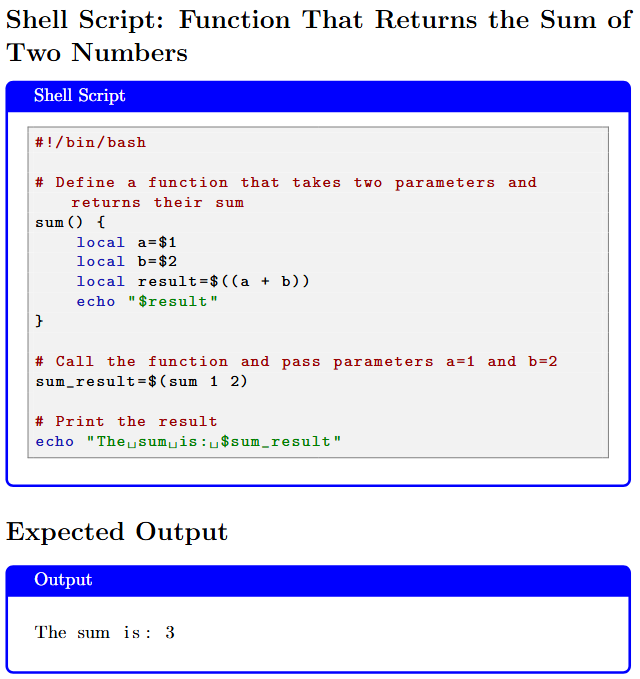 Shell Script: Function That Returns the Sum of
Two Numbers
Shell Script
#!/bin/bash
# Define a function that takes two parameters and
returns their sum
sum() {
    local a=$1
    local b=$2
    local result=$((a + b))
    echo "$result"
}
# Call the function and pass parameters a=1 and b=2
sum_result=$(sum 1 2)
# Print the result
echo "The␣sum␣is:␣$sum_result"
Expected Output
Output
The sum is: 3